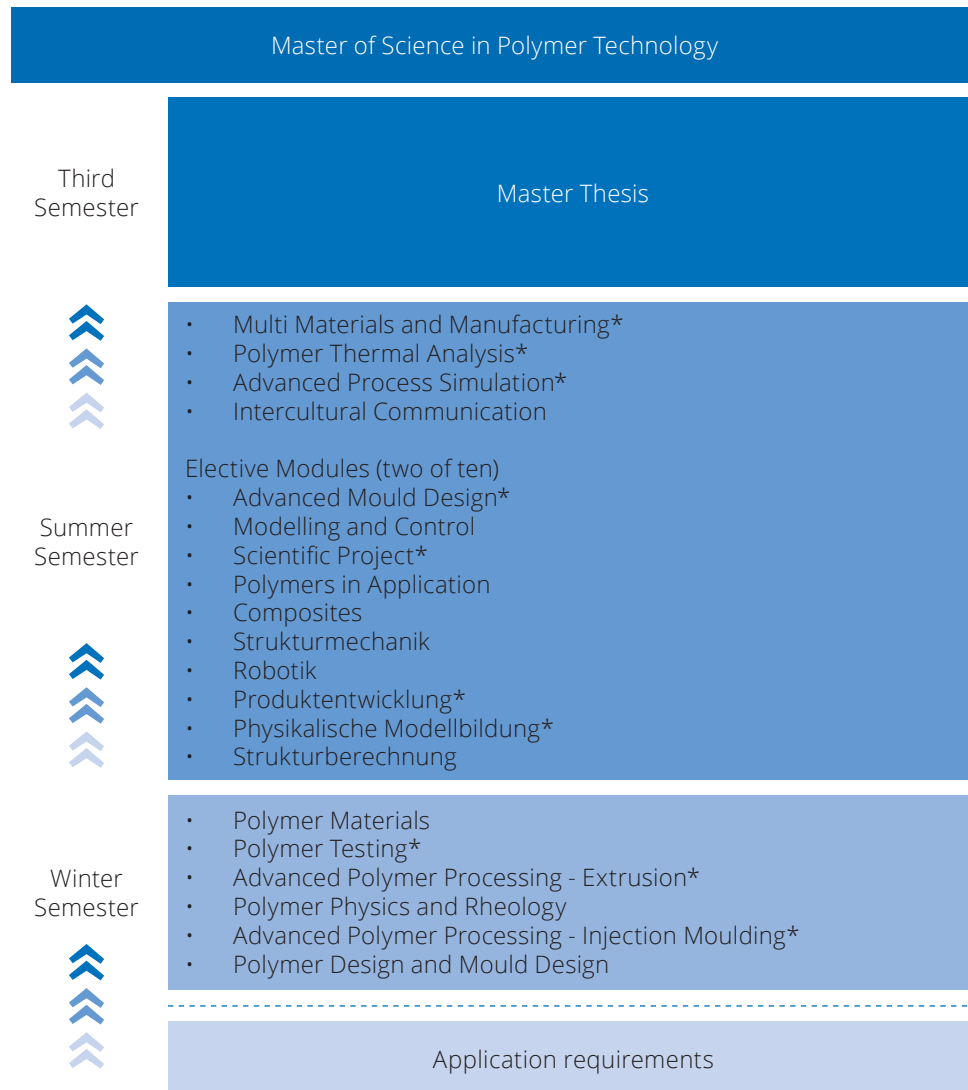 Master of Science in Polymer Technology
Third
Semester
Master Thesis
• Multi Materials and Manufacturing*
• Polymer Thermal Analysis*
• Advanced Process Simulation*
• Intercultural Communication
Elective Modules (two of ten)
• Advanced Mould Design*
• Modelling and Control
• Scientific Project*
• Polymers in Application
• Composites
• Strukturmechanik
• Robotik
• Produktentwicklung*
• Physikalische Modellbildung*
• Strukturberechnung
Summer
Semester
• Polymer Materials
• Polymer Testing*
• Advanced Polymer Processing - Extrusion*
• Polymer Physics and Rheology
• Advanced Polymer Processing - Injection Moulding*
• Polymer Design and Mould Design
Winter
Semester
Application requirements